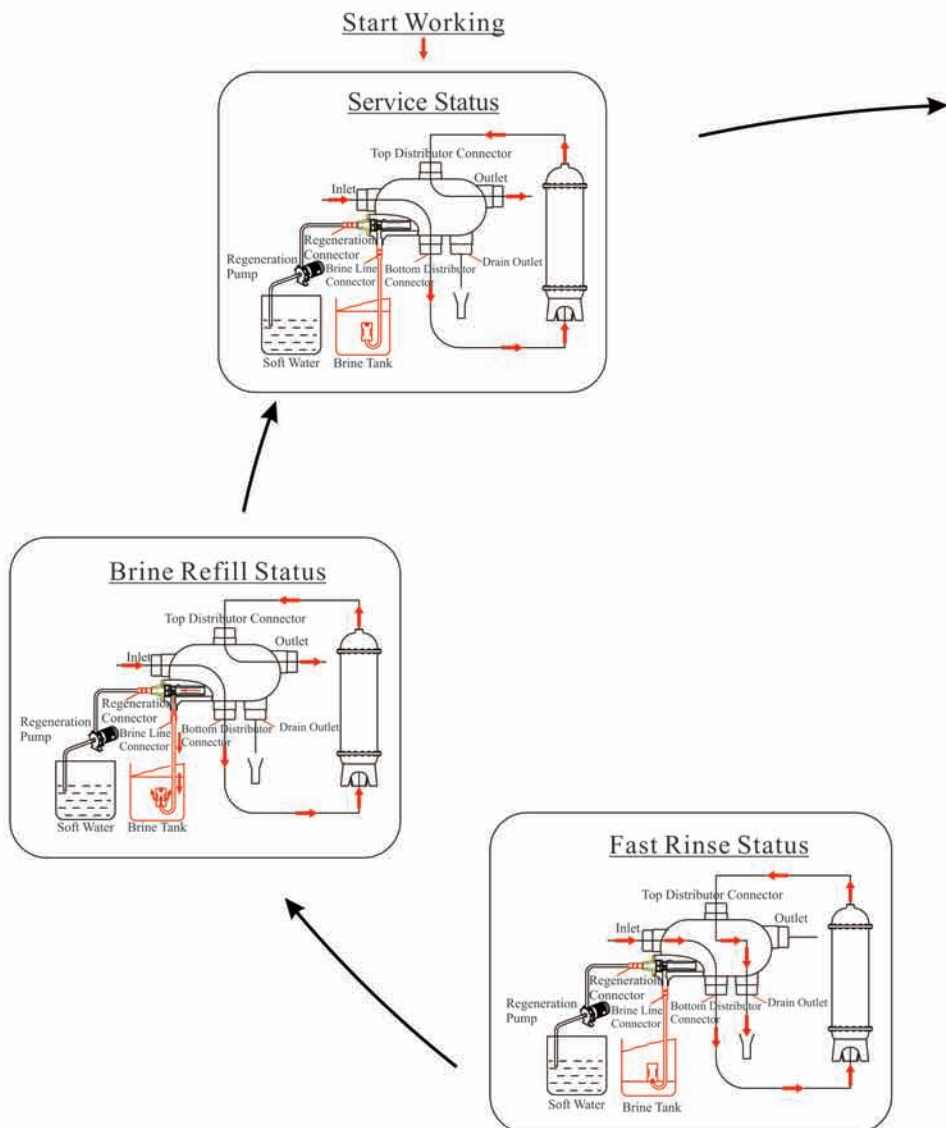 Start Working
Service Status
Top Distributor Connector
Outlet
Inlet
Regeneration
Connector
Regeneration
Pump
Brine Line
Connector
Bottom Distributor
Connector
Drain Outlet
Soft Water
Brine Tank
Brine Refill Status
Top Distributor Connector
Outlet
Inlet
Regeneration
Connector
Regeneration
Pump
Brine Line
Connector
Bottom Distributor
Connector
Drain Outlet
Soft Water
Brine Tank
Fast Rinse Status
Top Distributor Connector
Outlet
Inlet
Regeneration
Connector
Regeneration
Pump
Brine Line
Connector
Bottom Distributor
Connector
Drain Outlet
Soft Water
Brine Tank